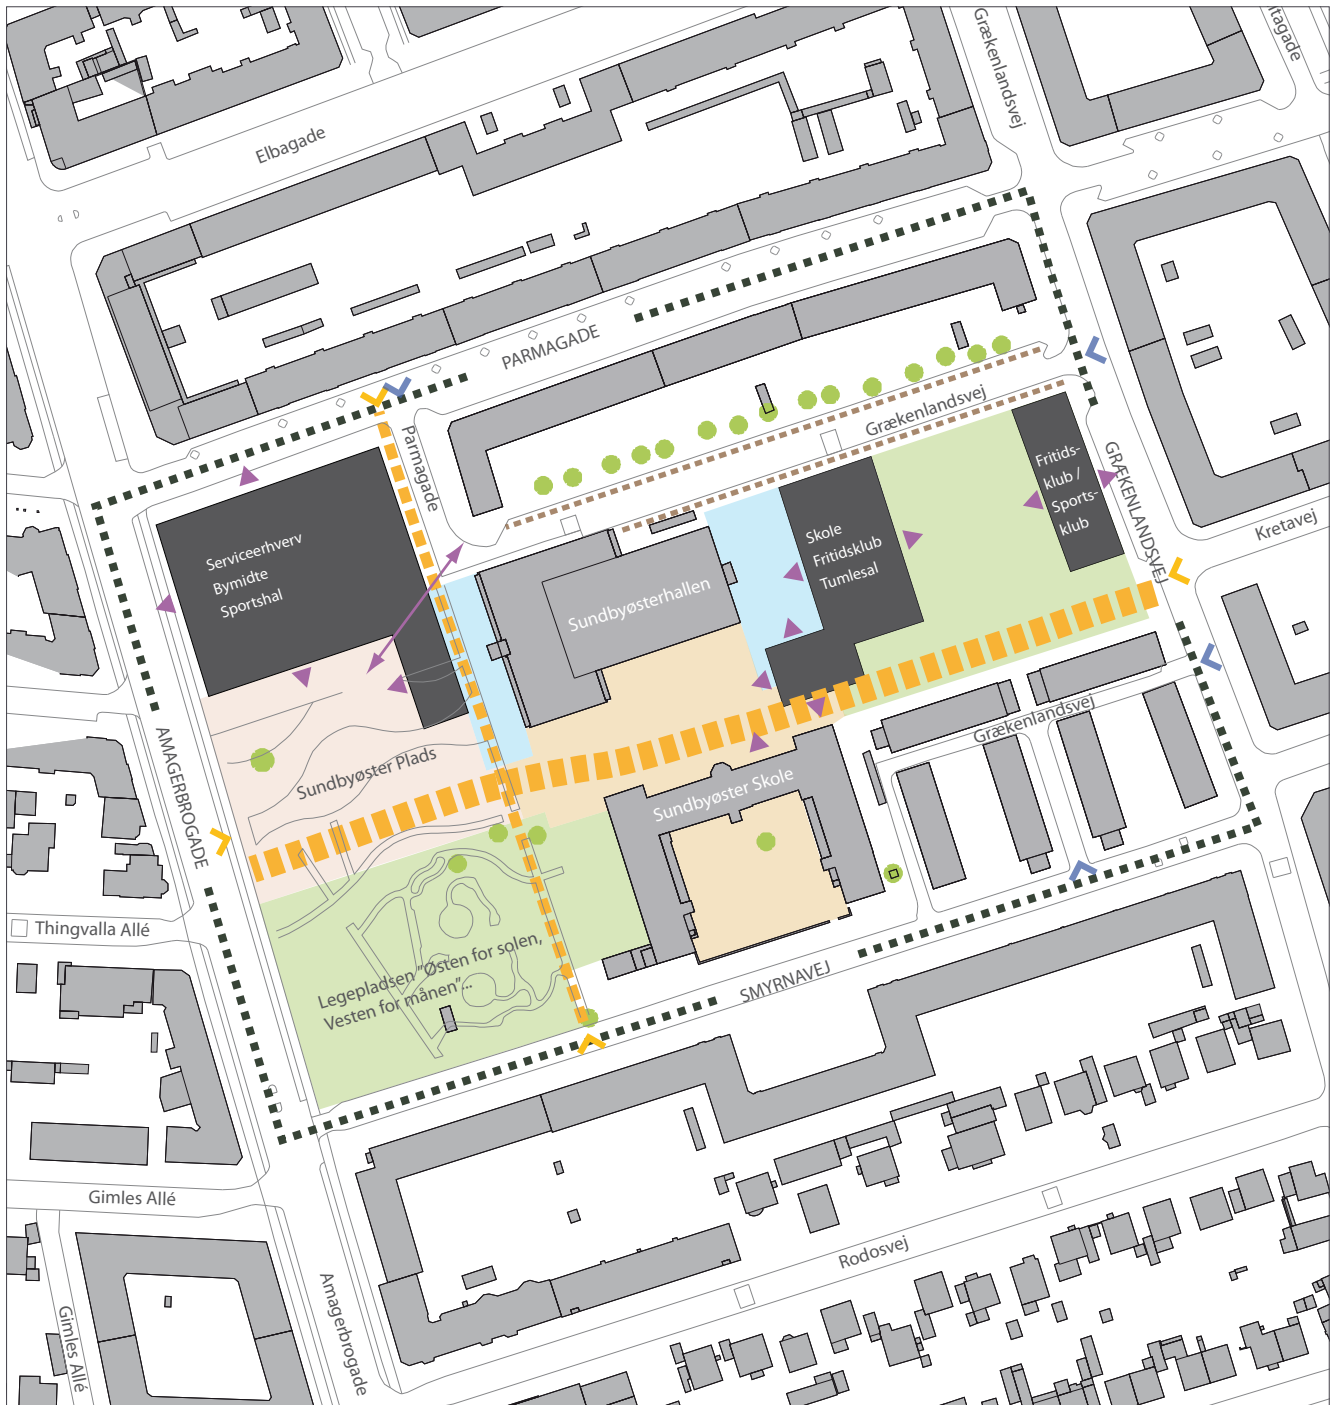 Grækenlandsvej
Elbagade
PARMAGADE
Parmagade
Grækenlandsvej
GRÆKENLANDSVEJ
Kretavej
Fritids-
klub /
Sports-
klub
Skole
Fritidsklub
Tumlesal
Serviceerhverv
Bymidte
Sportshal
Sundbyøsterhallen
Grækenlandsvej
Sundbyøster Plads
AMAGERBROGADE
Sundbyøster Skole
Thingvalla Allé
Legepladsen "Østen for solen,
Vesten for månen"...
SMYRNAVEJ
Gimles Allé
Rodosvej
Amagerbrogade
Gimles Allé